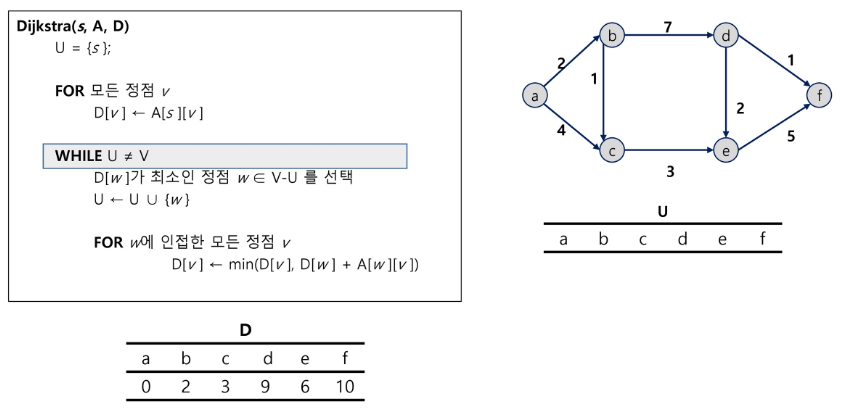 Dijkstra(s, A, D)
U = {s};
FOR 모든 정점 v
D[v] ← A[s][v]
WHILE U ≠ V
D[w]가 최소인 정점 w ∈ V-U 를 선택
U ← U ∪ {w}
FOR w에 인접한 모든 정점 v
D[v] ← min(D[v], D[w] + A[w][v])
b 7 d
2 1 1
a f
4 2 5
c e
3
U
a b c d e f
D
a b c d e f
0 2 3 9 6 10